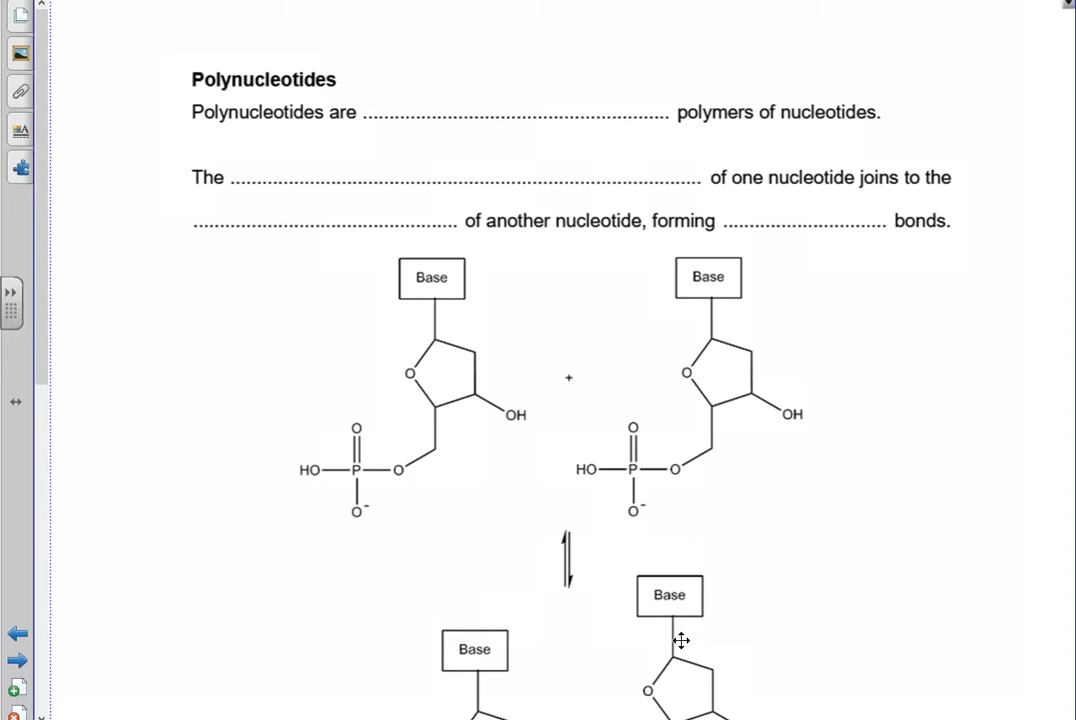 Polynucleotides
Polynucleotides are .......................................................... polymers of nucleotides.
The ......................................................................................... of one nucleotide joins to the
.................................................. of another nucleotide, forming ............................... bonds.
Base
Base
O
O
+
OH
OH
O
O
HO P O
HO P O
O-
O-
Base
Base
O